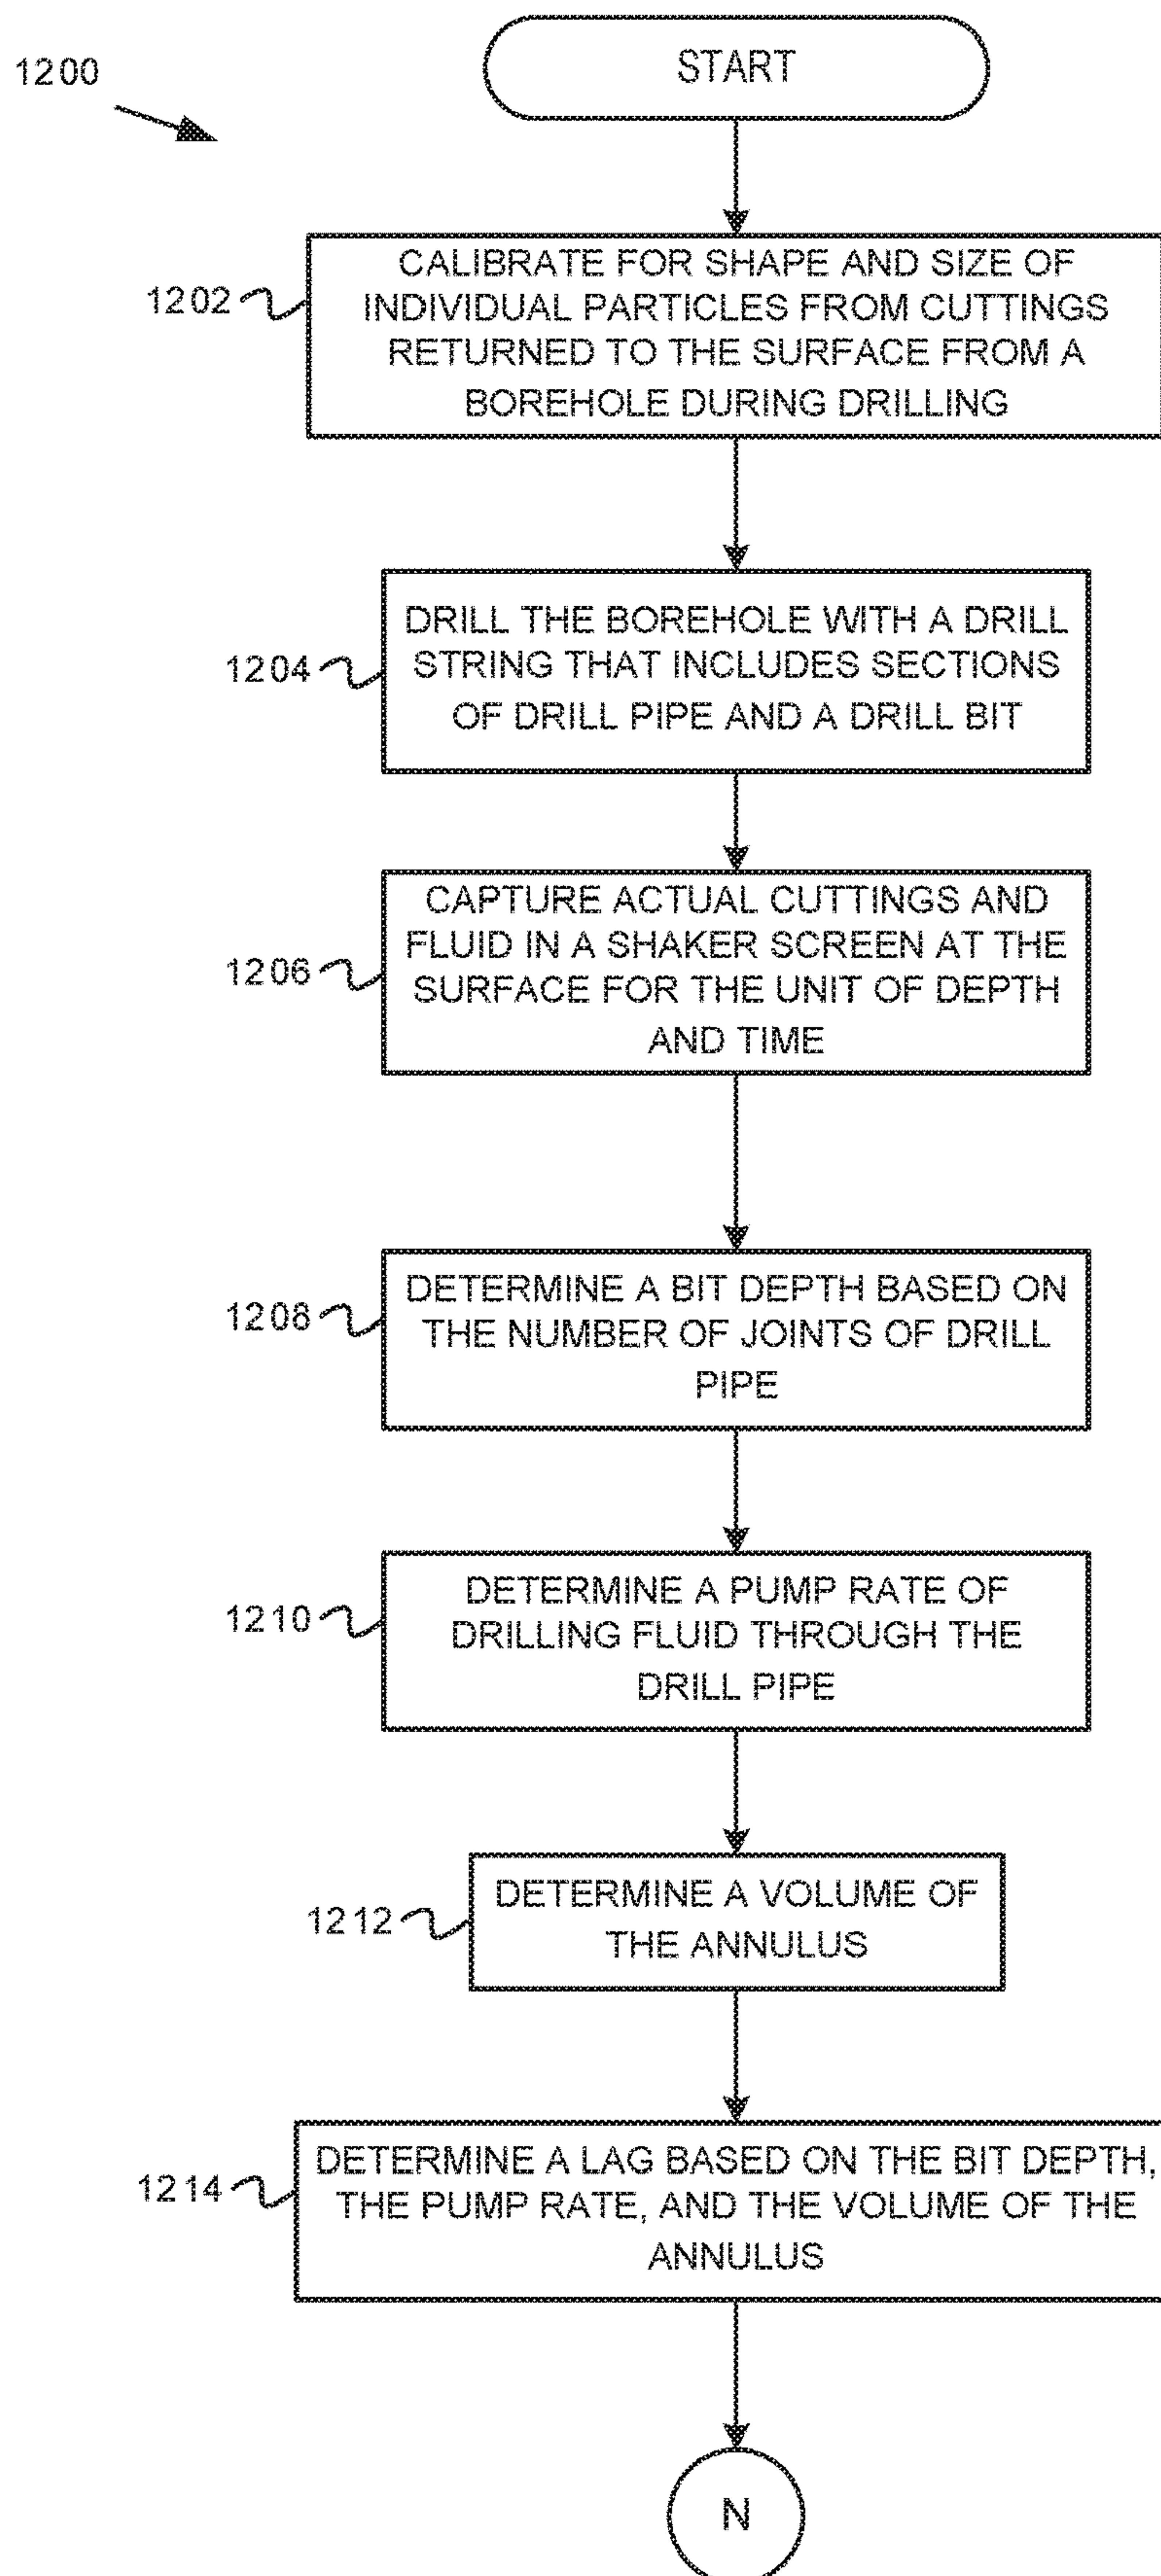 1200
START
1202
CALIBRATE FOR SHAPE AND SIZE OF
INDIVIDUAL PARTICLES FROM CUTTINGS
RETURNED TO THE SURFACE FROM A
BOREHOLE DURING DRILLING
1204
DRILL THE BOREHOLE WITH A DRILL
STRING THAT INCLUDES SECTIONS
OF DRILL PIPE AND A DRILL BIT
1206
CAPTURE ACTUAL CUTTINGS AND
FLUID IN A SHAKER SCREEN AT THE
SURFACE FOR THE UNIT OF DEPTH
AND TIME
1208
DETERMINE A BIT DEPTH BASED ON
THE NUMBER OF JOINTS OF DRILL
PIPE
1210
DETERMINE A PUMP RATE OF
DRILLING FLUID THROUGH THE
DRILL PIPE
1212
DETERMINE A VOLUME OF
THE ANNULUS
1214
DETERMINE A LAG BASED ON THE BIT DEPTH,
THE PUMP RATE, AND THE VOLUME OF THE
ANNULUS
N